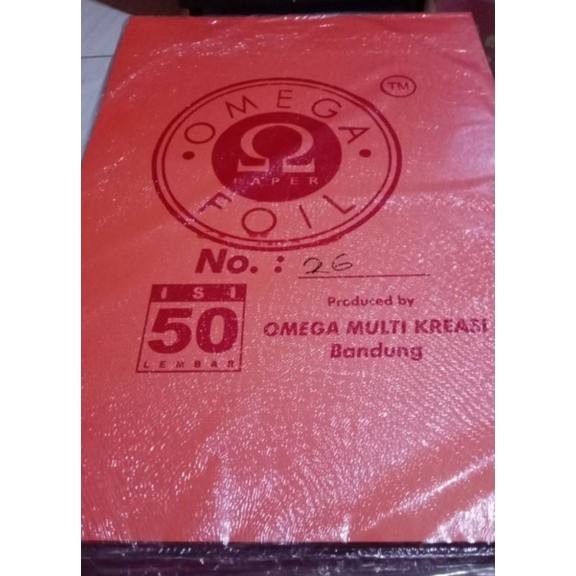 TM
OMEGA
Ω
PAPER
FOIL
No. : 26
ISI
50
LEMBAR
Produced by
OMEGA MULTI KREASI
Bandung